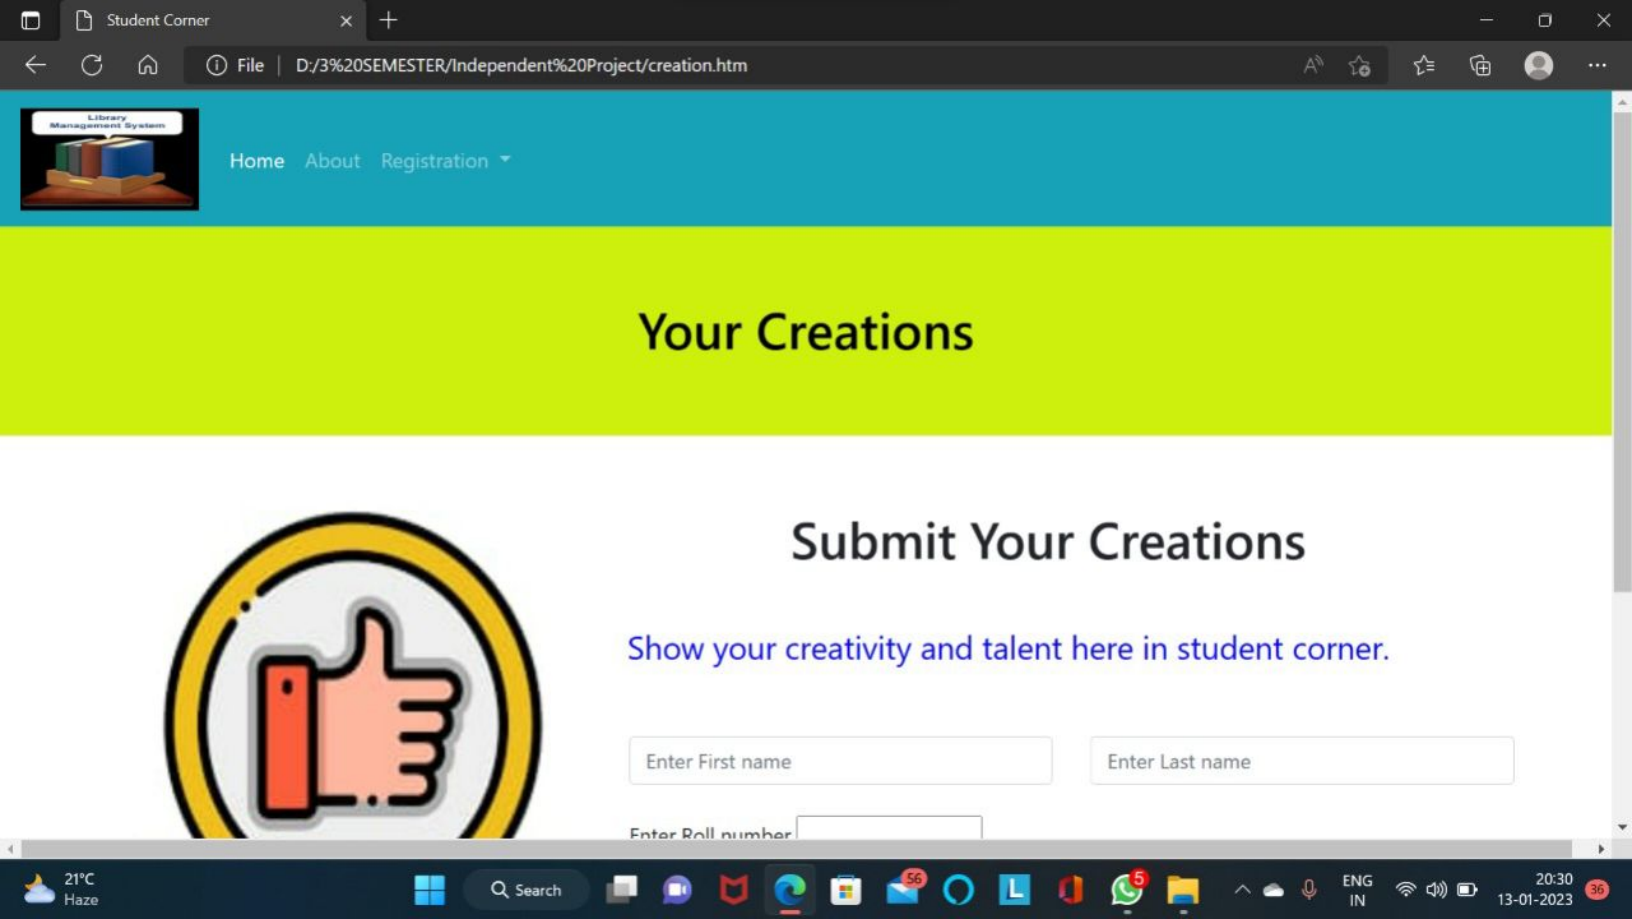 Student Corner
File D:/3%20SEMESTER/Independent%20Project/creation.htm
Library
Management System
Home About Registration
Your Creations
Submit Your Creations
Show your creativity and talent here in student corner.
Enter First name Enter Last name
Enter Roll number
21°C
Haze
Search
56
L
5
ENG
IN
20:30
13-01-2023
36